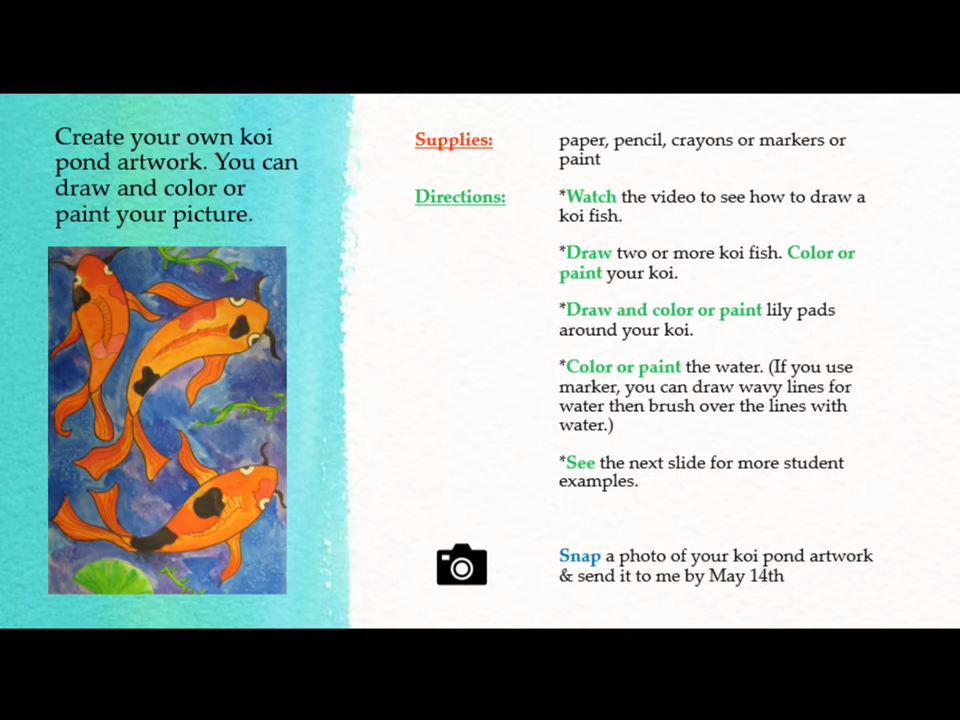 Create your own koi
pond artwork. You can
draw and color or
paint your picture.
Supplies:
paper, pencil, crayons or markers or
paint
Directions:
*Watch the video to see how to draw a
koi fish.
*Draw two or more koi fish. Color or
paint your koi.
*Draw and color or paint lily pads
around your koi.
*Color or paint the water. (If you use
marker, you can draw wavy lines for
water then brush over the lines with
water.)
*See the next slide for more student
examples.
Snap a photo of your koi pond artwork
& send it to me by May 14th